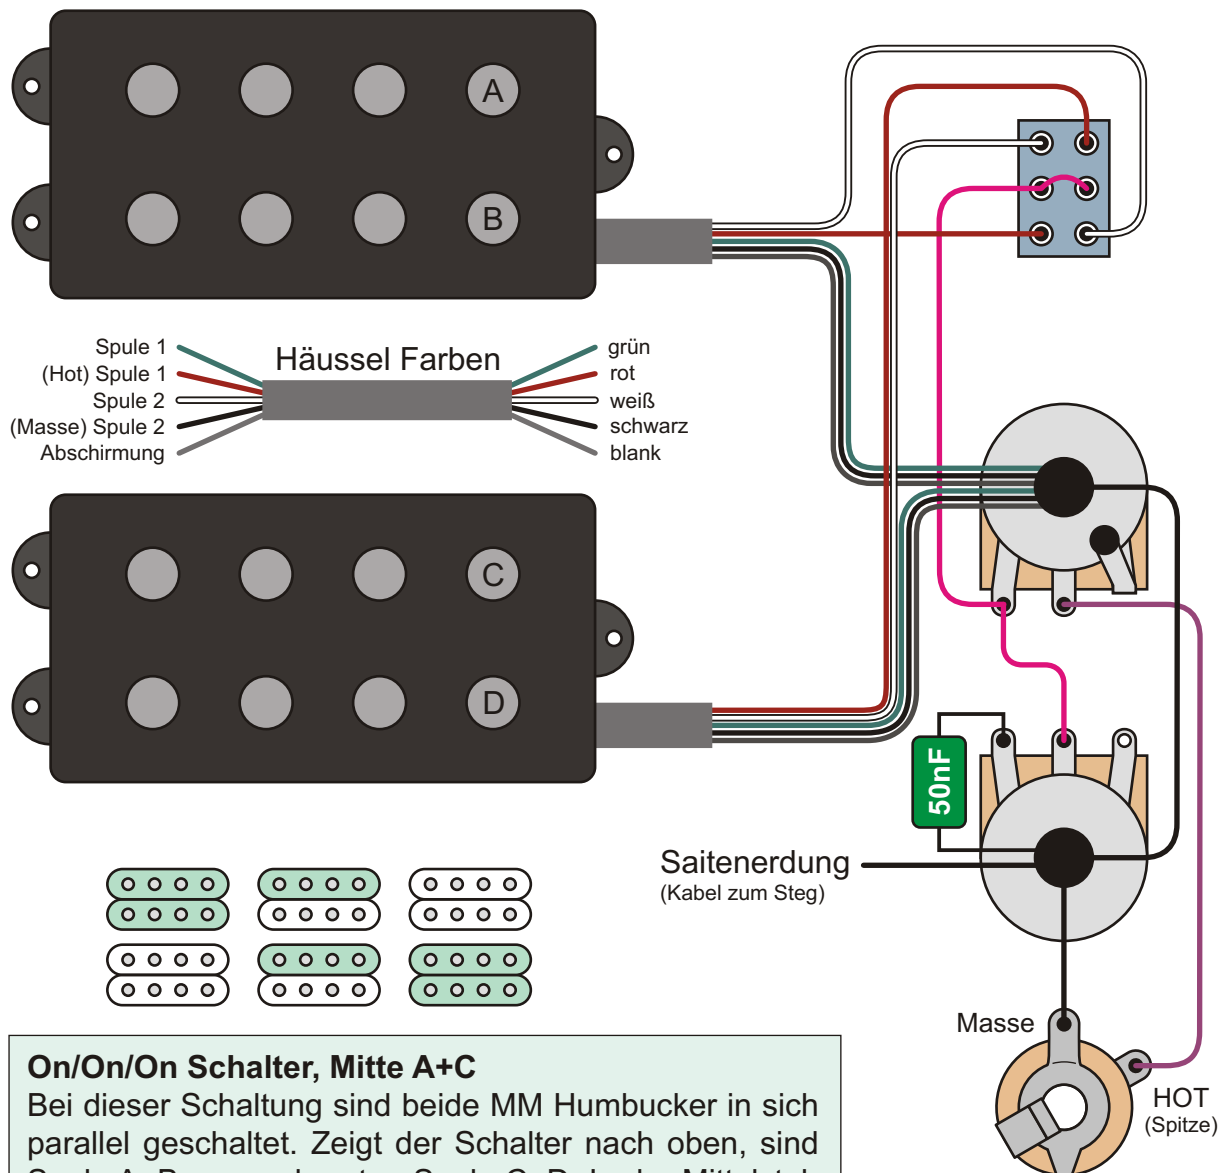 A
B
Spule 1
(Hot) Spule 1
Spule 2
(Masse) Spule 2
Abschirmung
Häussel Farben
grün
rot
weiß
schwarz
blank
C
D
50nF
Saitenerdung
(Kabel zum Steg)
Masse
HOT
(Spitze)
On/On/On Schalter, Mitte A+C
Bei dieser Schaltung sind beide MM Humbucker in sich
parallel geschaltet. Zeigt der Schalter nach oben, sind